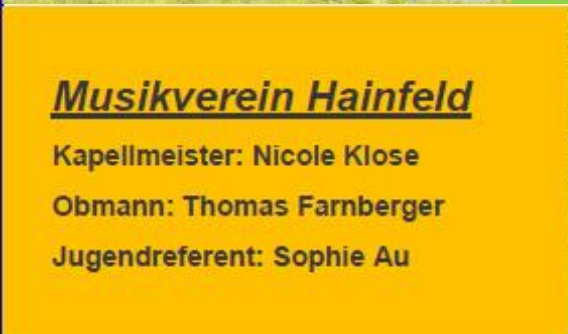 Musikverein Hainfeld
Kapellmeister: Nicole Klose
Obmann: Thomas Farnberger
Jugendreferent: Sophie Au